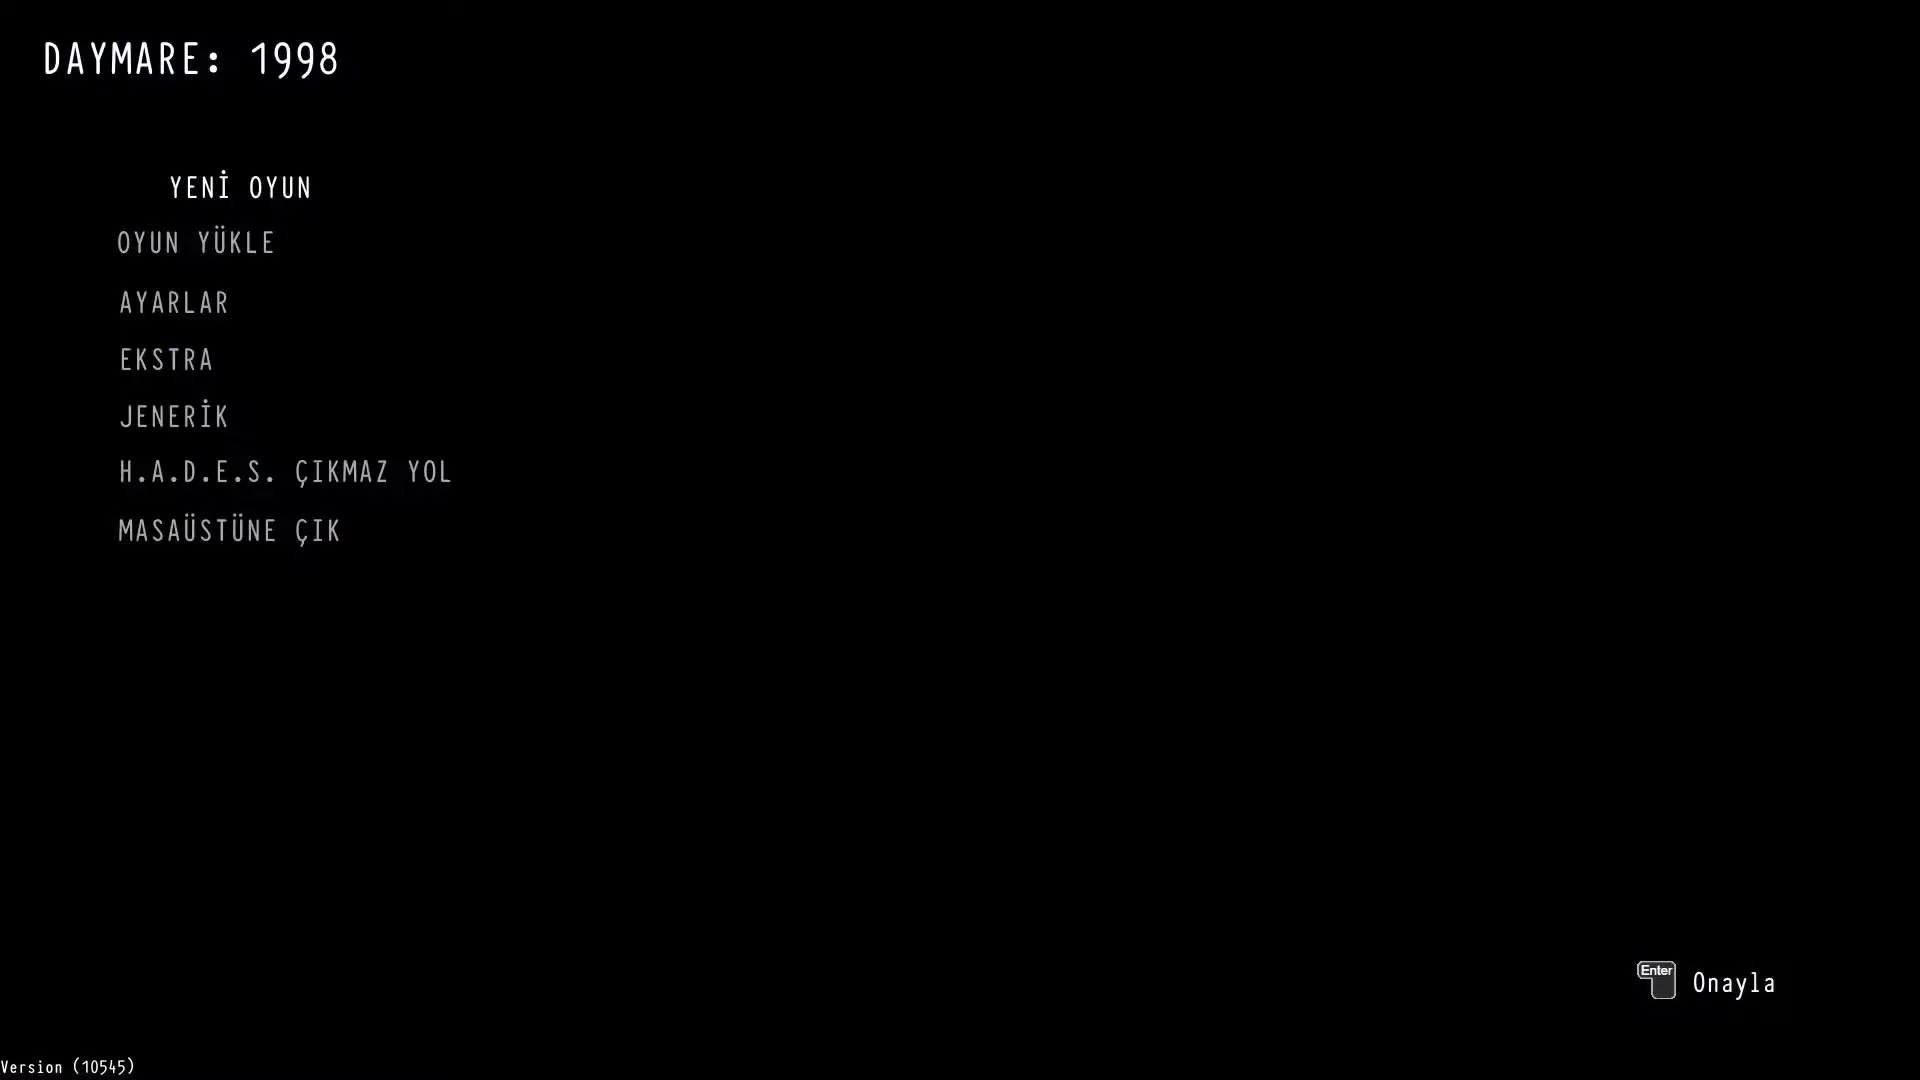 DAYMARE: 1998
YENİ OYUN
OYUN YÜKLE
AYARLAR
EKSTRA
JENERİK
H.A.D.E.S. ÇIKMAZ YOL
MASAÜSTÜNE ÇIK
Enter Onayla
Version (10545)